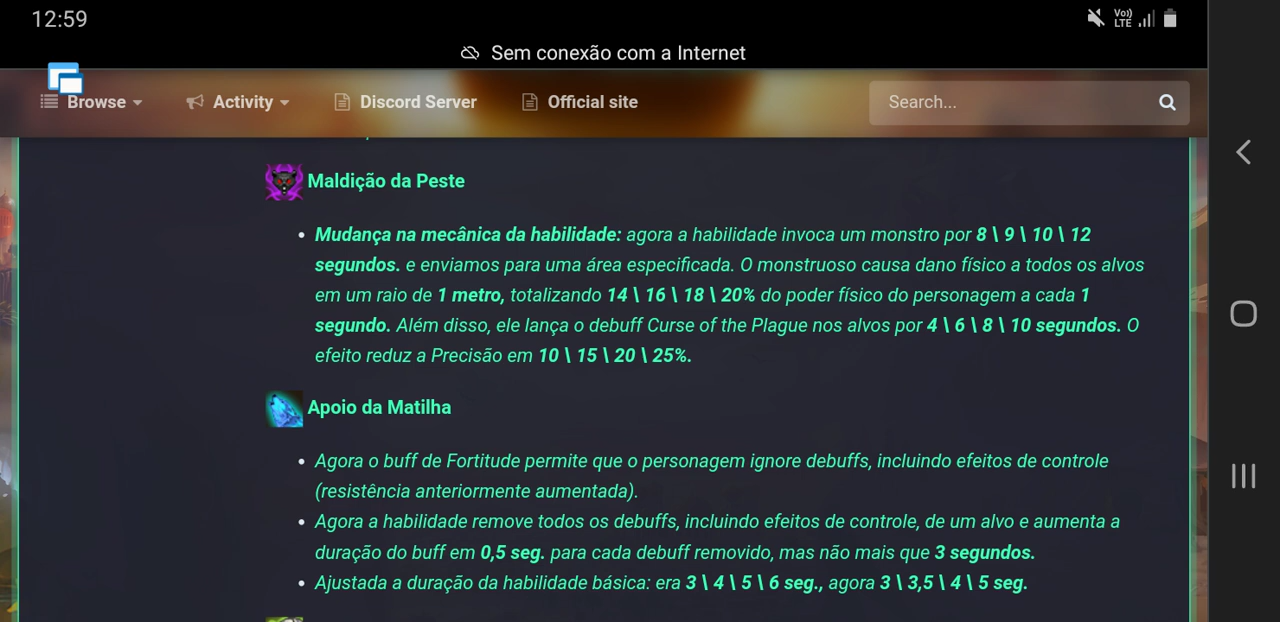 12:59
Vo)) LTE
Sem conexão com a Internet
Browse Activity Discord Server Official site Search...
Maldição da Peste
• Mudança na mecânica da habilidade: agora a habilidade invoca um monstro por 8 \ 9 \ 10 \ 12
segundos. e enviamos para uma área especificada. O monstruoso causa dano físico a todos os alvos
em um raio de 1 metro, totalizando 14 \ 16 \ 18 \ 20% do poder físico do personagem a cada 1
segundo. Além disso, ele lança o debuff Curse of the Plague nos alvos por 4 \ 6 \ 8 \ 10 segundos. O
efeito reduz a Precisão em 10 \ 15 \ 20 \ 25%.
Apoio da Matilha
• Agora o buff de Fortitude permite que o personagem ignore debuffs, incluindo efeitos de controle
(resistência anteriormente aumentada).
• Agora a habilidade remove todos os debuffs, incluindo efeitos de controle, de um alvo e aumenta a
duração do buff em 0,5 seg. para cada debuff removido, mas não mais que 3 segundos.
• Ajustada a duração da habilidade básica: era 3 \ 4 \ 5 \ 6 seg., agora 3 \ 3,5 \ 4 \ 5 seg.